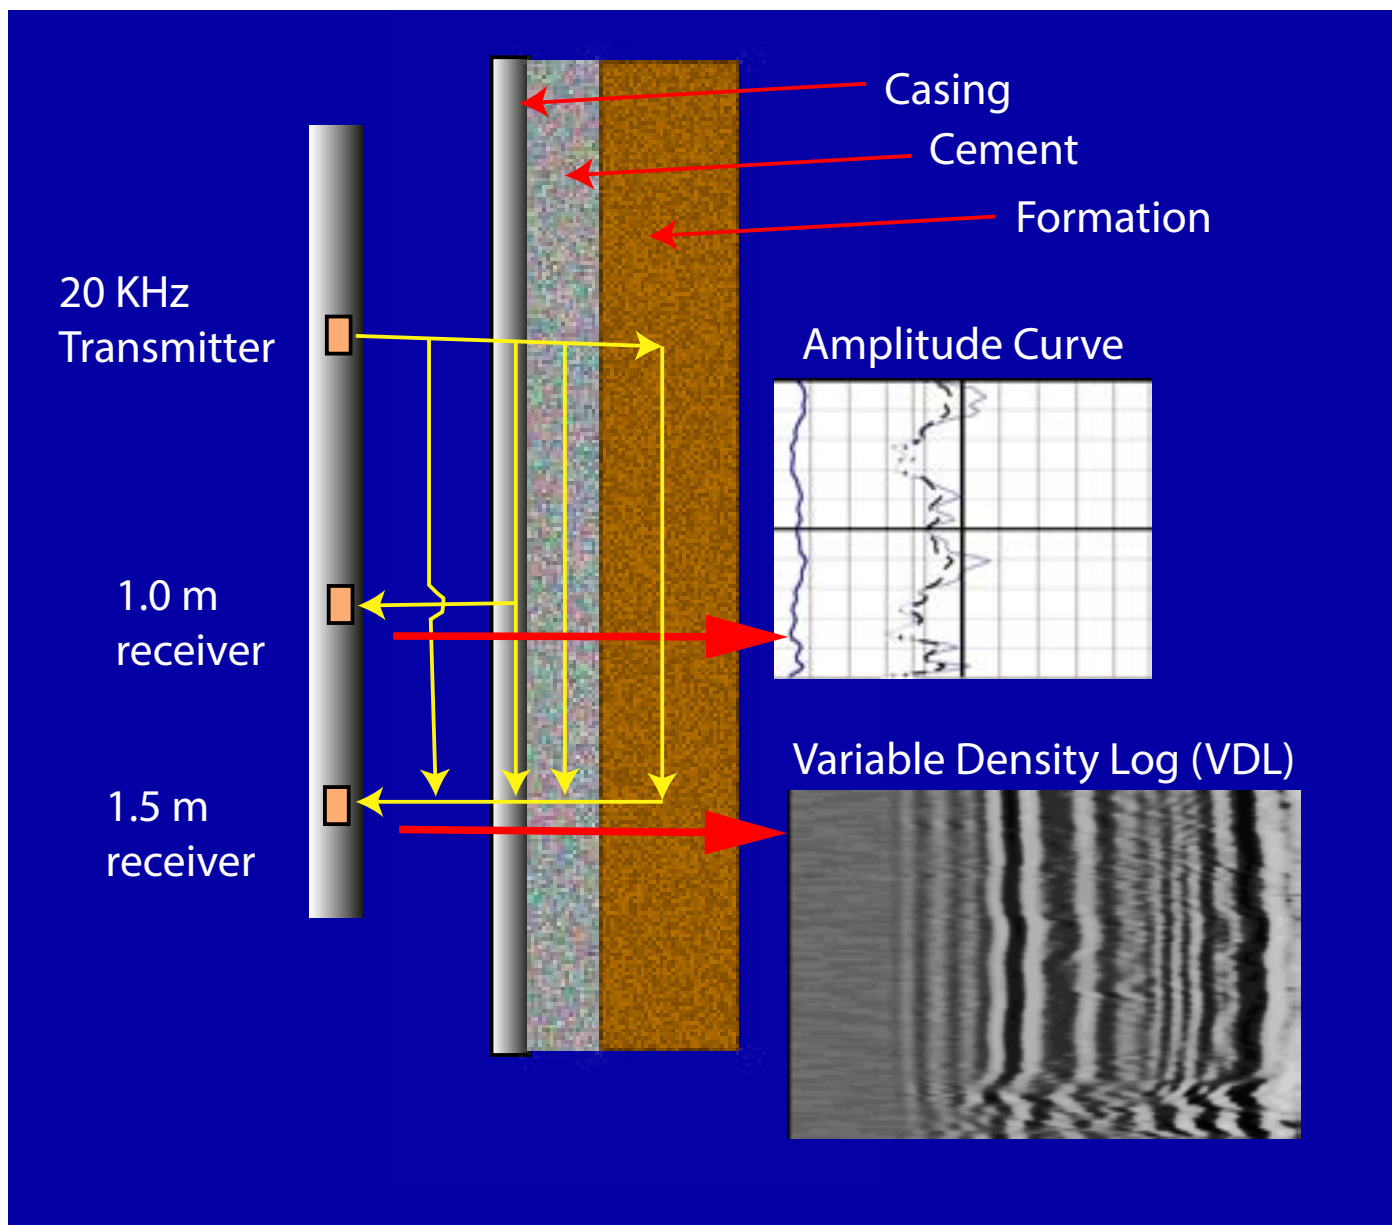 Casing
Cement
Formation
20 KHz
Transmitter
Amplitude Curve
1.0 m
receiver
Variable Density Log (VDL)
1.5 m
receiver